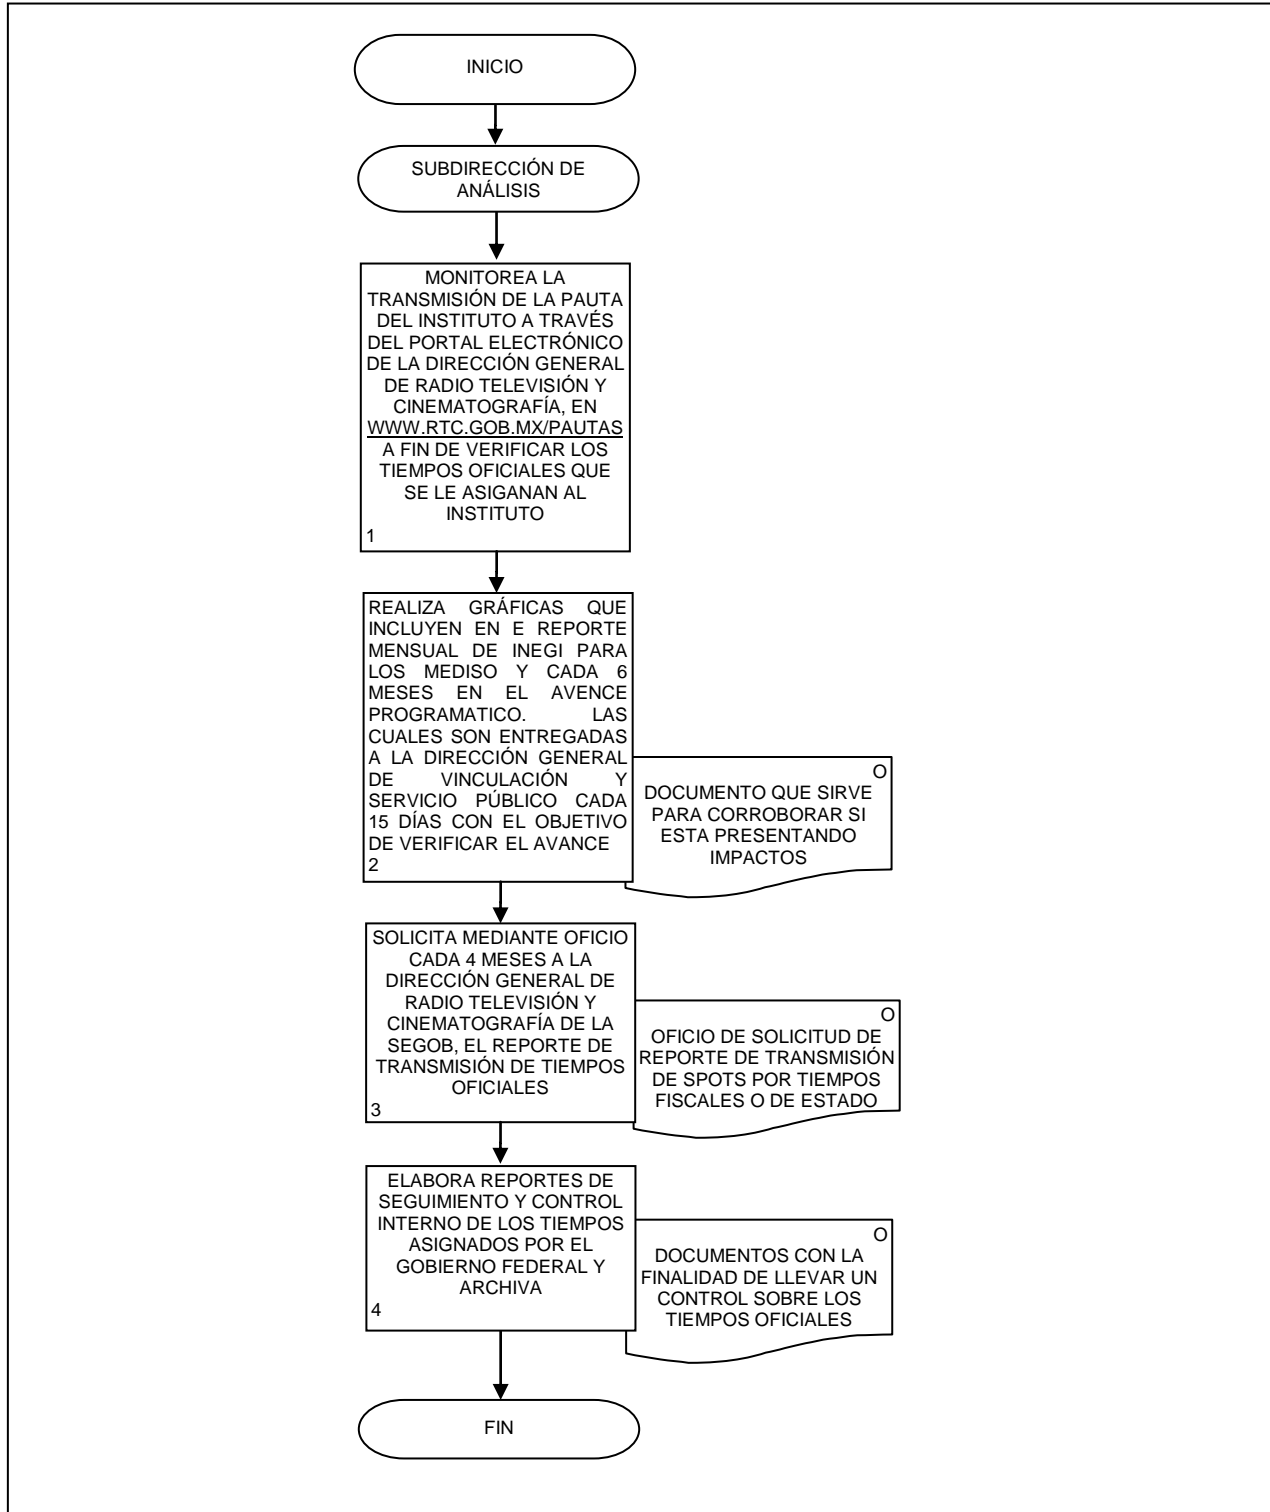 INICIO
SUBDIRECCIÓN DE
ANÁLISIS
MONITOREA LA
TRANSMISIÓN DE LA PAUTA
DEL INSTITUTO A TRAVÉS
DEL PORTAL ELECTRÓNICO
DE LA DIRECCIÓN GENERAL
DE RADIO TELEVISIÓN Y
CINEMATOGRAFÍA, EN
WWW.RTC.GOB.MX/PAUTAS
A FIN DE VERIFICAR LOS
TIEMPOS OFICIALES QUE
SE LE ASIGANAN AL
INSTITUTO
1
REALIZA GRÁFICAS QUE
INCLUYEN EN E REPORTE
MENSUAL DE INEGI PARA
LOS MEDISO Y CADA 6
MESES EN EL AVENCE
PROGRAMATICO. LAS
CUALES SON ENTREGADAS
A LA DIRECCIÓN GENERAL
DE VINCULACIÓN Y
SERVICIO PÚBLICO CADA
15 DÍAS CON EL OBJETIVO
DE VERIFICAR EL AVANCE
2
O
DOCUMENTO QUE SIRVE
PARA CORROBORAR SI
ESTA PRESENTANDO
IMPACTOS
SOLICITA MEDIANTE OFICIO
CADA 4 MESES A LA
DIRECCIÓN GENERAL DE
RADIO TELEVISIÓN Y
CINEMATOGRAFÍA DE LA
SEGOB, EL REPORTE DE
TRANSMISIÓN DE TIEMPOS
OFICIALES
3
O
OFICIO DE SOLICITUD DE
REPORTE DE TRANSMISIÓN
DE SPOTS POR TIEMPOS
FISCALES O DE ESTADO
ELABORA REPORTES DE
SEGUIMIENTO Y CONTROL
INTERNO DE LOS TIEMPOS
ASIGNADOS POR EL
GOBIERNO FEDERAL Y
ARCHIVA
4
O
DOCUMENTOS CON LA
FINALIDAD DE LLEVAR UN
CONTROL SOBRE LOS
TIEMPOS OFICIALES
FIN